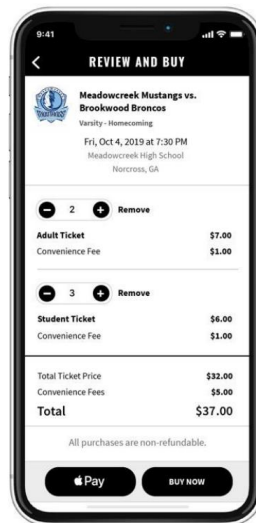 9:41
REVIEW AND BUY
Meadowcreek Mustangs vs.
Brookwood Broncos
Varsity - Homecoming
Fri, Oct 4, 2019 at 7:30 PM
Meadowcreek High School
Norcross, GA
2 Remove
Adult Ticket $7.00
Convenience Fee $1.00
3 Remove
Student Ticket $6.00
Convenience Fee $1.00
Total Ticket Price $32.00
Convenience Fees $5.00
Total $37.00
All purchases are non-refundable.
Pay BUY NOW